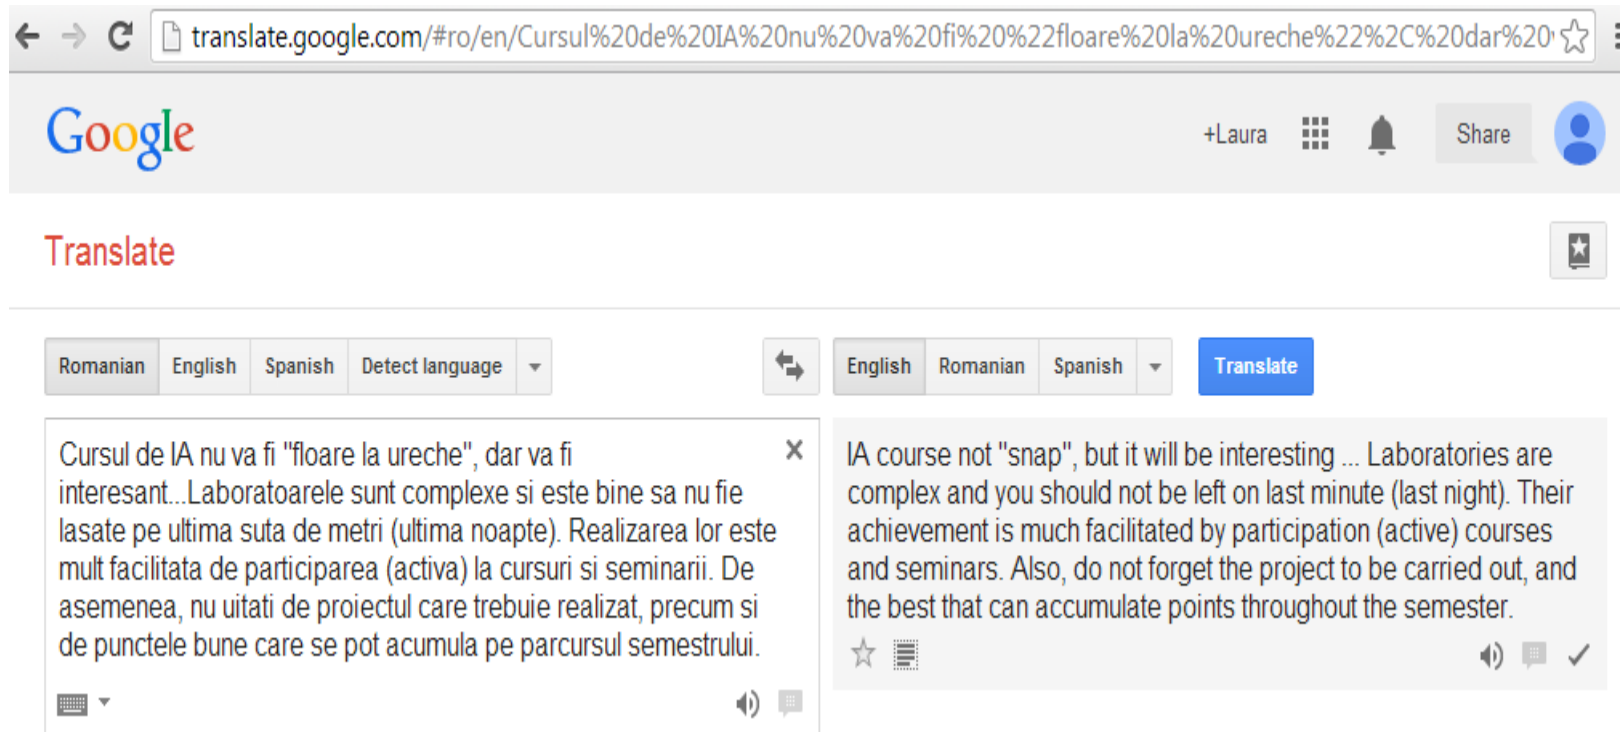 translate.google.com/#ro/en/Cursul%20de%20IA%20nu%20va%20fi%20%22floare%20la%20ureche%22%2C%20dar%20
Google
+Laura
Share
Translate
Romanian English Spanish Detect language
English Romanian Spanish Translate
Cursul de IA nu va fi "floare la ureche", dar va fi
interesant...Laboratoarele sunt complexe si este bine sa nu fie
lasate pe ultima suta de metri (ultima noapte). Realizarea lor este
mult facilitata de participarea (activa) la cursuri si seminarii. De
asemenea, nu uitati de proiectul care trebuie realizat, precum si
de punctele bune care se pot acumula pe parcursul semestrului.
IA course not "snap", but it will be interesting ... Laboratories are
complex and you should not be left on last minute (last night). Their
achievement is much facilitated by participation (active) courses
and seminars. Also, do not forget the project to be carried out, and
the best that can accumulate points throughout the semester.